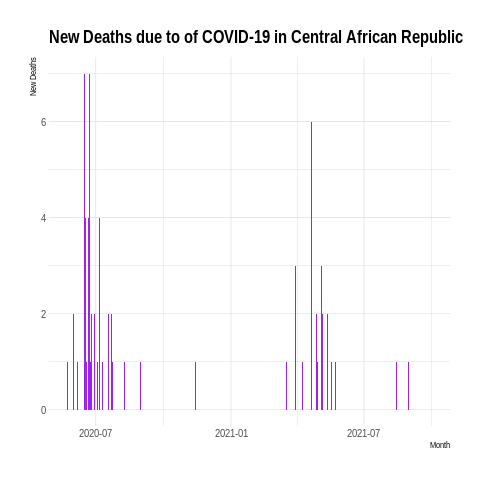 New Deaths due to of COVID-19 in Central African Republic
New Deaths
6
4
2
0
2020-07 2021-01 2021-07
Month